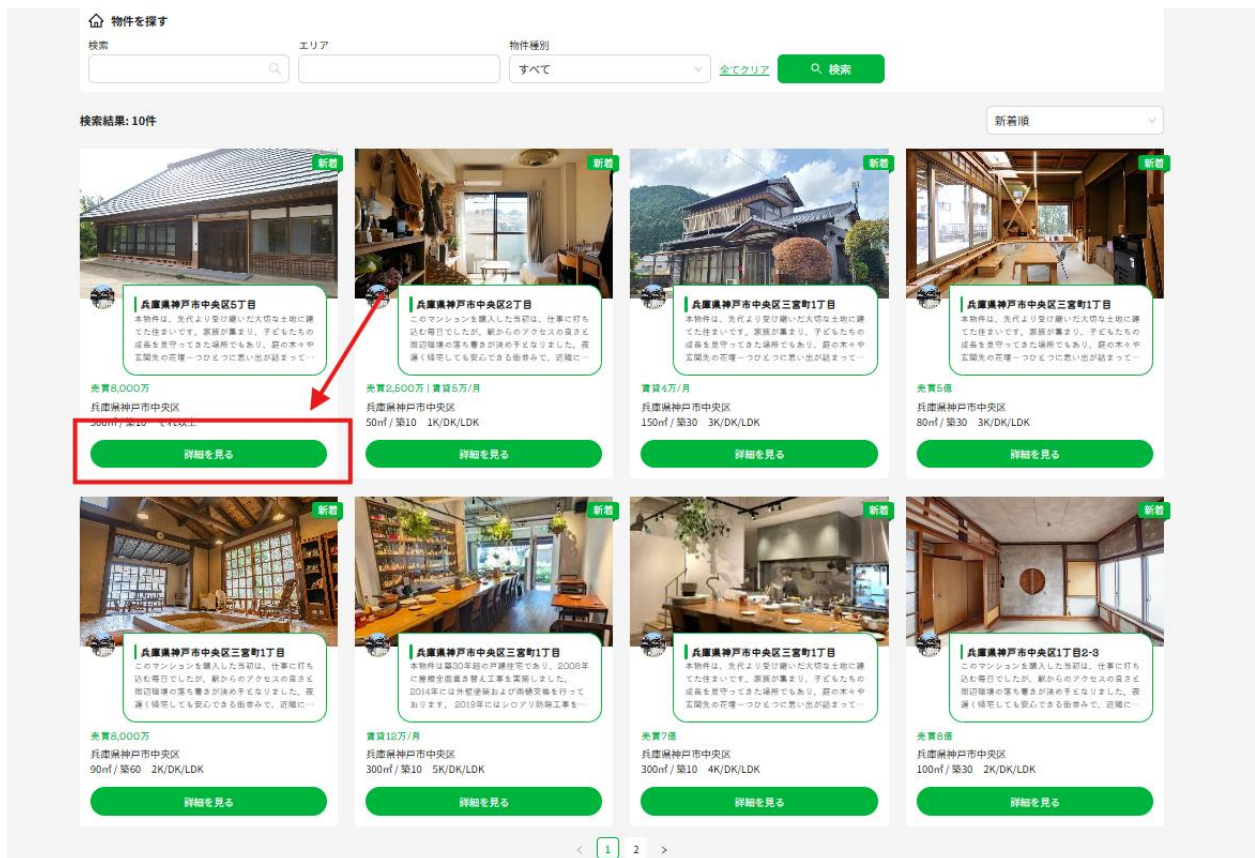 物件を探す
検索
エリア
物件種別
すべて
全てクリア
検索
検索結果: 10件
新着順
新着
兵庫県神戸市中央区5丁目
本物件は、先代より受け継いだ大切な土地に建
てた住まいです。家族が集まり、子どもたちの
成長を見守ってきた場所でもあり、庭の木々や
玄関先の花壇一つひとつに思い出が詰まって…
売買8,000万
兵庫県神戸市中央区
300㎡ / 築10 それ以上
詳細を見る
新着
兵庫県神戸市中央区2丁目
このマンションを購入した当初は、仕事に打ち
込む毎日でしたが、駅からのアクセスの良さと
周辺環境の落ち着きが決め手となりました。夜
遅く帰宅しても安心できる街並みで、近隣に…
売買2,500万 | 賃貸5万/月
兵庫県神戸市中央区
50㎡ / 築10 1K/DK/LDK
詳細を見る
新着
兵庫県神戸市中央区三宮町1丁目
本物件は、先代より受け継いだ大切な土地に建
てた住まいです。家族が集まり、子どもたちの
成長を見守ってきた場所でもあり、庭の木々や
玄関先の花壇一つひとつに思い出が詰まって…
賃貸4万/月
兵庫県神戸市中央区
150㎡ / 築30 3K/DK/LDK
詳細を見る
新着
兵庫県神戸市中央区三宮町1丁目
本物件は、先代より受け継いだ大切な土地に建
てた住まいです。家族が集まり、子どもたちの
成長を見守ってきた場所でもあり、庭の木々や
玄関先の花壇一つひとつに思い出が詰まって…
売買5億
兵庫県神戸市中央区
80㎡ / 築30 3K/DK/LDK
詳細を見る
新着
兵庫県神戸市中央区三宮町1丁目
このマンションを購入した当初は、仕事に打ち
込む毎日でしたが、駅からのアクセスの良さと
周辺環境の落ち着きが決め手となりました。夜
遅く帰宅しても安心できる街並みで、近隣に…
売買8,000万
兵庫県神戸市中央区
90㎡ / 築60 2K/DK/LDK
詳細を見る
新着
兵庫県神戸市中央区三宮町1丁目
本物件は築30年超の戸建住宅であり、2008年
に屋根全面葺き替え工事を実施しました。
2014年には外壁塗装および雨樋交換を行って
おります。 2019年にはシロアリ防除工事を…
賃貸12万/月
兵庫県神戸市中央区
300㎡ / 築10 5K/DK/LDK
詳細を見る
新着
兵庫県神戸市中央区三宮町1丁目
本物件は、先代より受け継いだ大切な土地に建
てた住まいです。家族が集まり、子どもたちの
成長を見守ってきた場所でもあり、庭の木々や
玄関先の花壇一つひとつに思い出が詰まって…
売買7億
兵庫県神戸市中央区
300㎡ / 築10 4K/DK/LDK
詳細を見る
新着
兵庫県神戸市中央区1丁目2-3
このマンションを購入した当初は、仕事に打ち
込む毎日でしたが、駅からのアクセスの良さと
周辺環境の落ち着きが決め手となりました。夜
遅く帰宅しても安心できる街並みで、近隣に…
売買8億
兵庫県神戸市中央区
100㎡ / 築30 2K/DK/LDK
詳細を見る
< 1 2 >